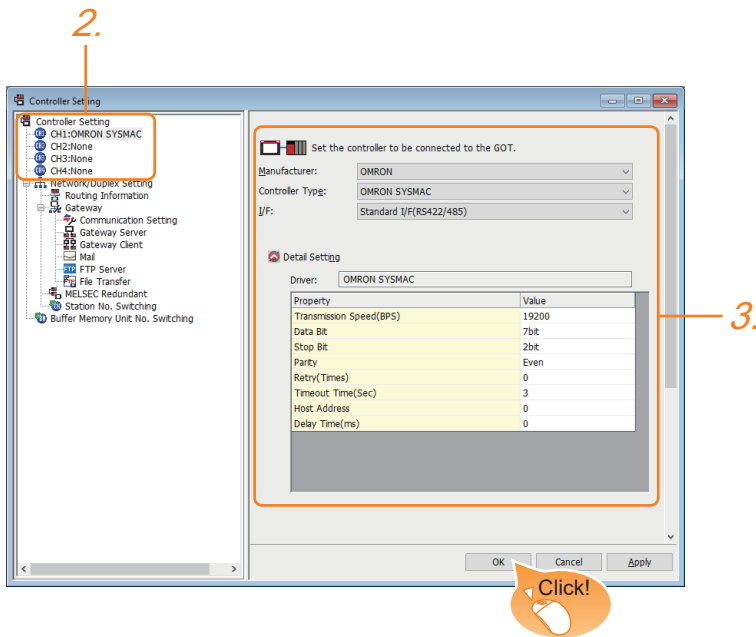 2.
Controller Setting
Controller Setting
CH1:OMRON SYSMAC
CH2:None
CH3:None
CH4:None
Network/Duplex Setting
Routing Information
Gateway
Communication Setting
Gateway Server
Gateway Client
Mail
FTP Server
File Transfer
MELSEC Redundant
Station No. Switching
Buffer Memory Unit No. Switching
Set the controller to be connected to the GOT.
Manufacturer: OMRON
Controller Type: OMRON SYSMAC
I/F: Standard I/F(RS422/485)
Detail Setting
Driver: OMRON SYSMAC
Property Value
Transmission Speed(BPS) 19200
Data Bit 7bit
Stop Bit 2bit
Parity Even
Retry(Times) 0
Timeout Time(Sec) 3
Host Address 0
Delay Time(ms) 0
3.
OK Cancel Apply
Click!